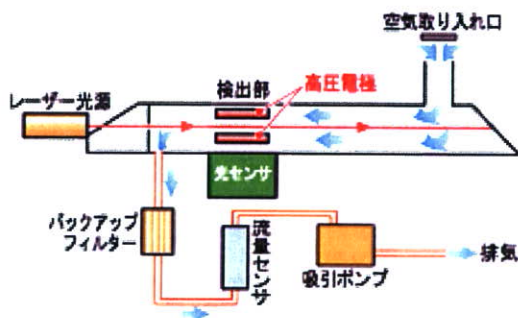 空気取り入れ口
検出部
高圧電極
レーザー光源
光センサ
バックアップ
フィルター
流量センサ
吸引ポンプ
排気